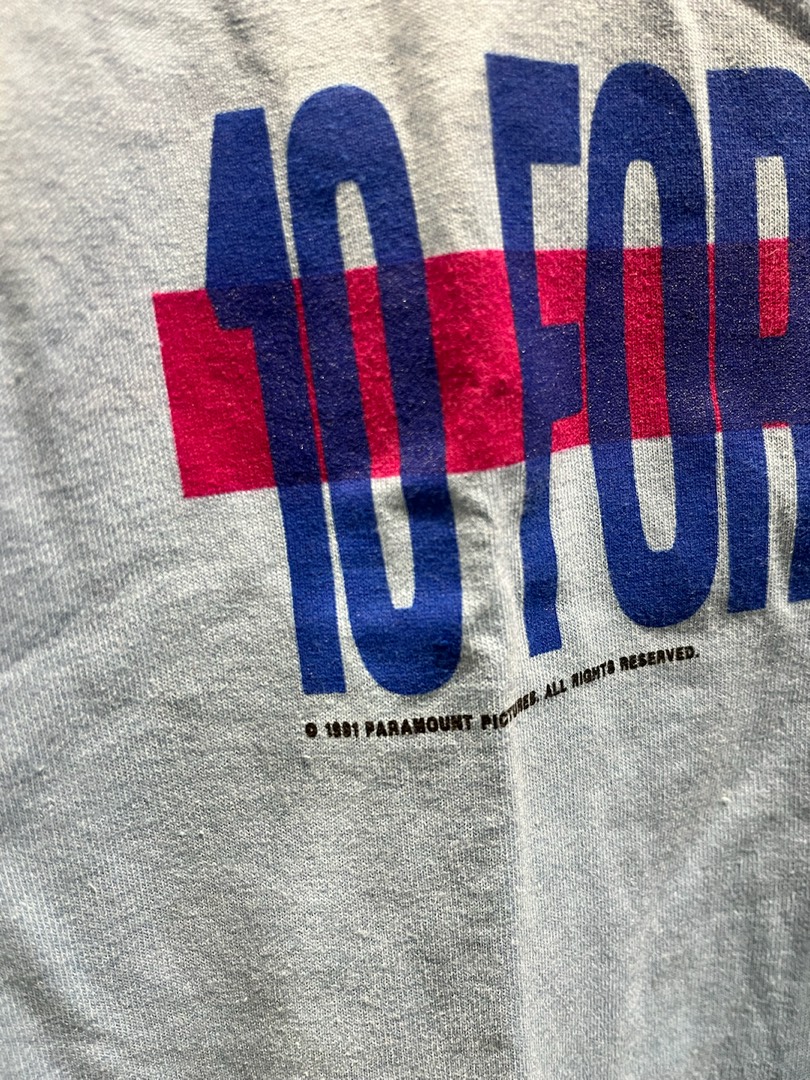 10 FOR
© 1991 PARAMOUNT PICTURES. ALL RIGHTS RESERVED.